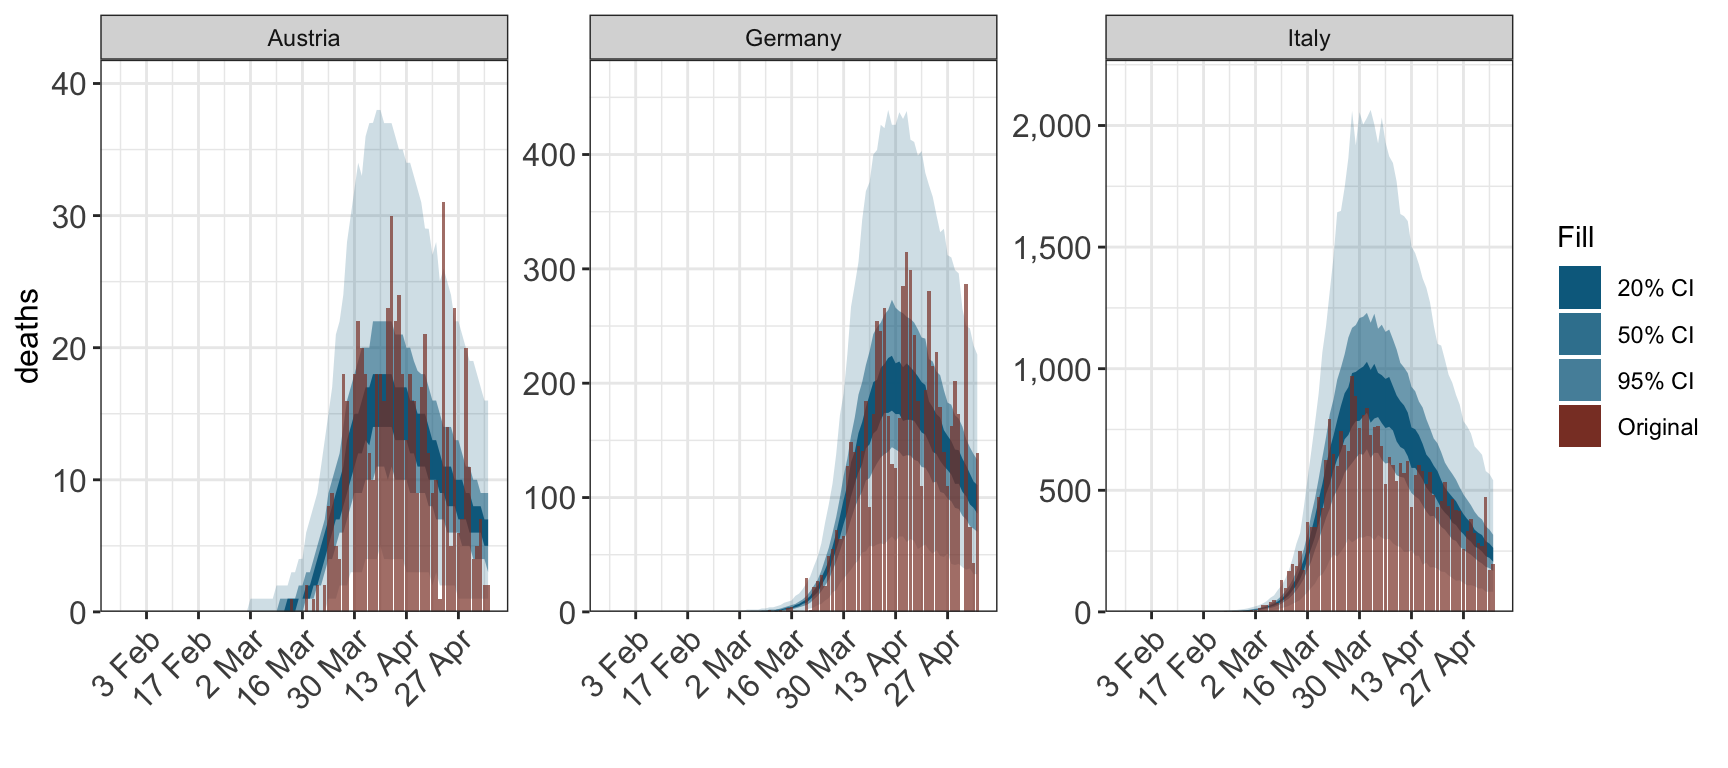 Austria
Germany
Italy
deaths
40
30
20
10
0
3 Feb
17 Feb
2 Mar
16 Mar
30 Mar
13 Apr
27 Apr
400
300
200
100
0
3 Feb
17 Feb
2 Mar
16 Mar
30 Mar
13 Apr
27 Apr
2,000
1,500
1,000
500
0
3 Feb
17 Feb
2 Mar
16 Mar
30 Mar
13 Apr
27 Apr
Fill
20% CI
50% CI
95% CI
Original